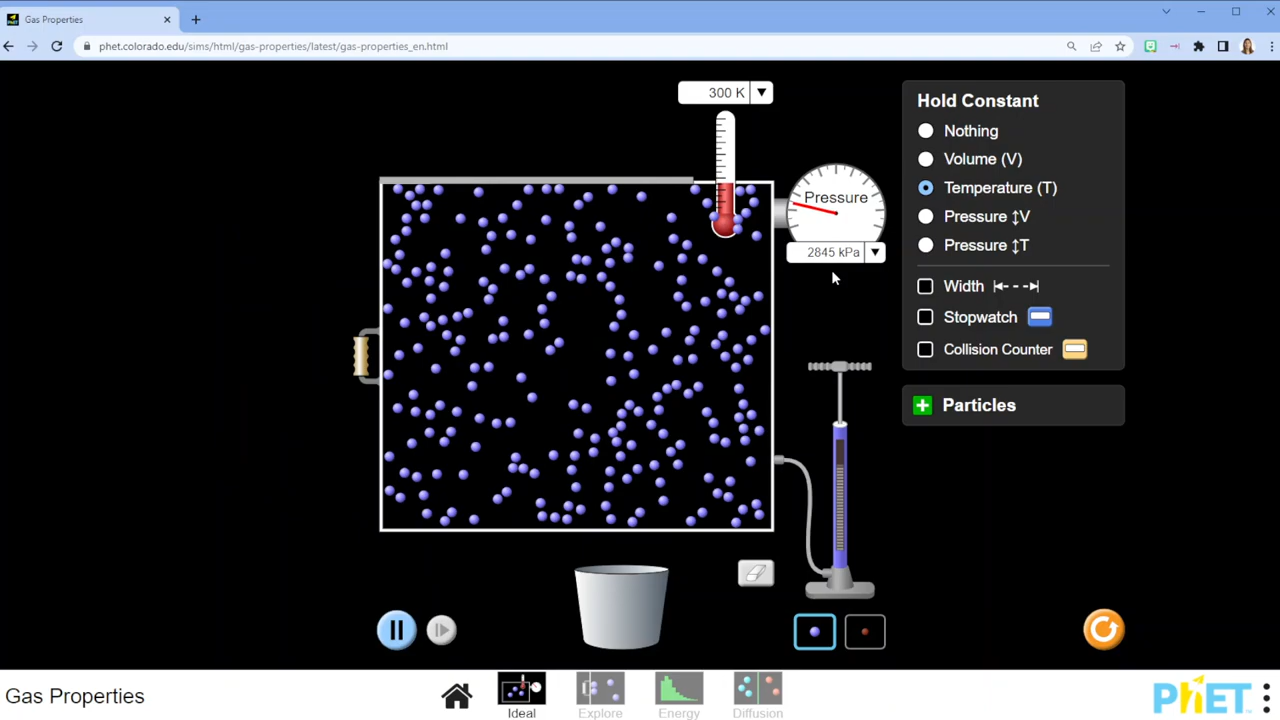 Gas Properties
phet.colorado.edu/sims/html/gas-properties/latest/gas-properties_en.html
300 K
Pressure
2845 kPa
Hold Constant
Nothing
Volume (V)
Temperature (T)
Pressure ↕V
Pressure ↕T
Width
Stopwatch
Collision Counter
Particles
Gas Properties
Ideal
Explore
Energy
Diffusion
PhET